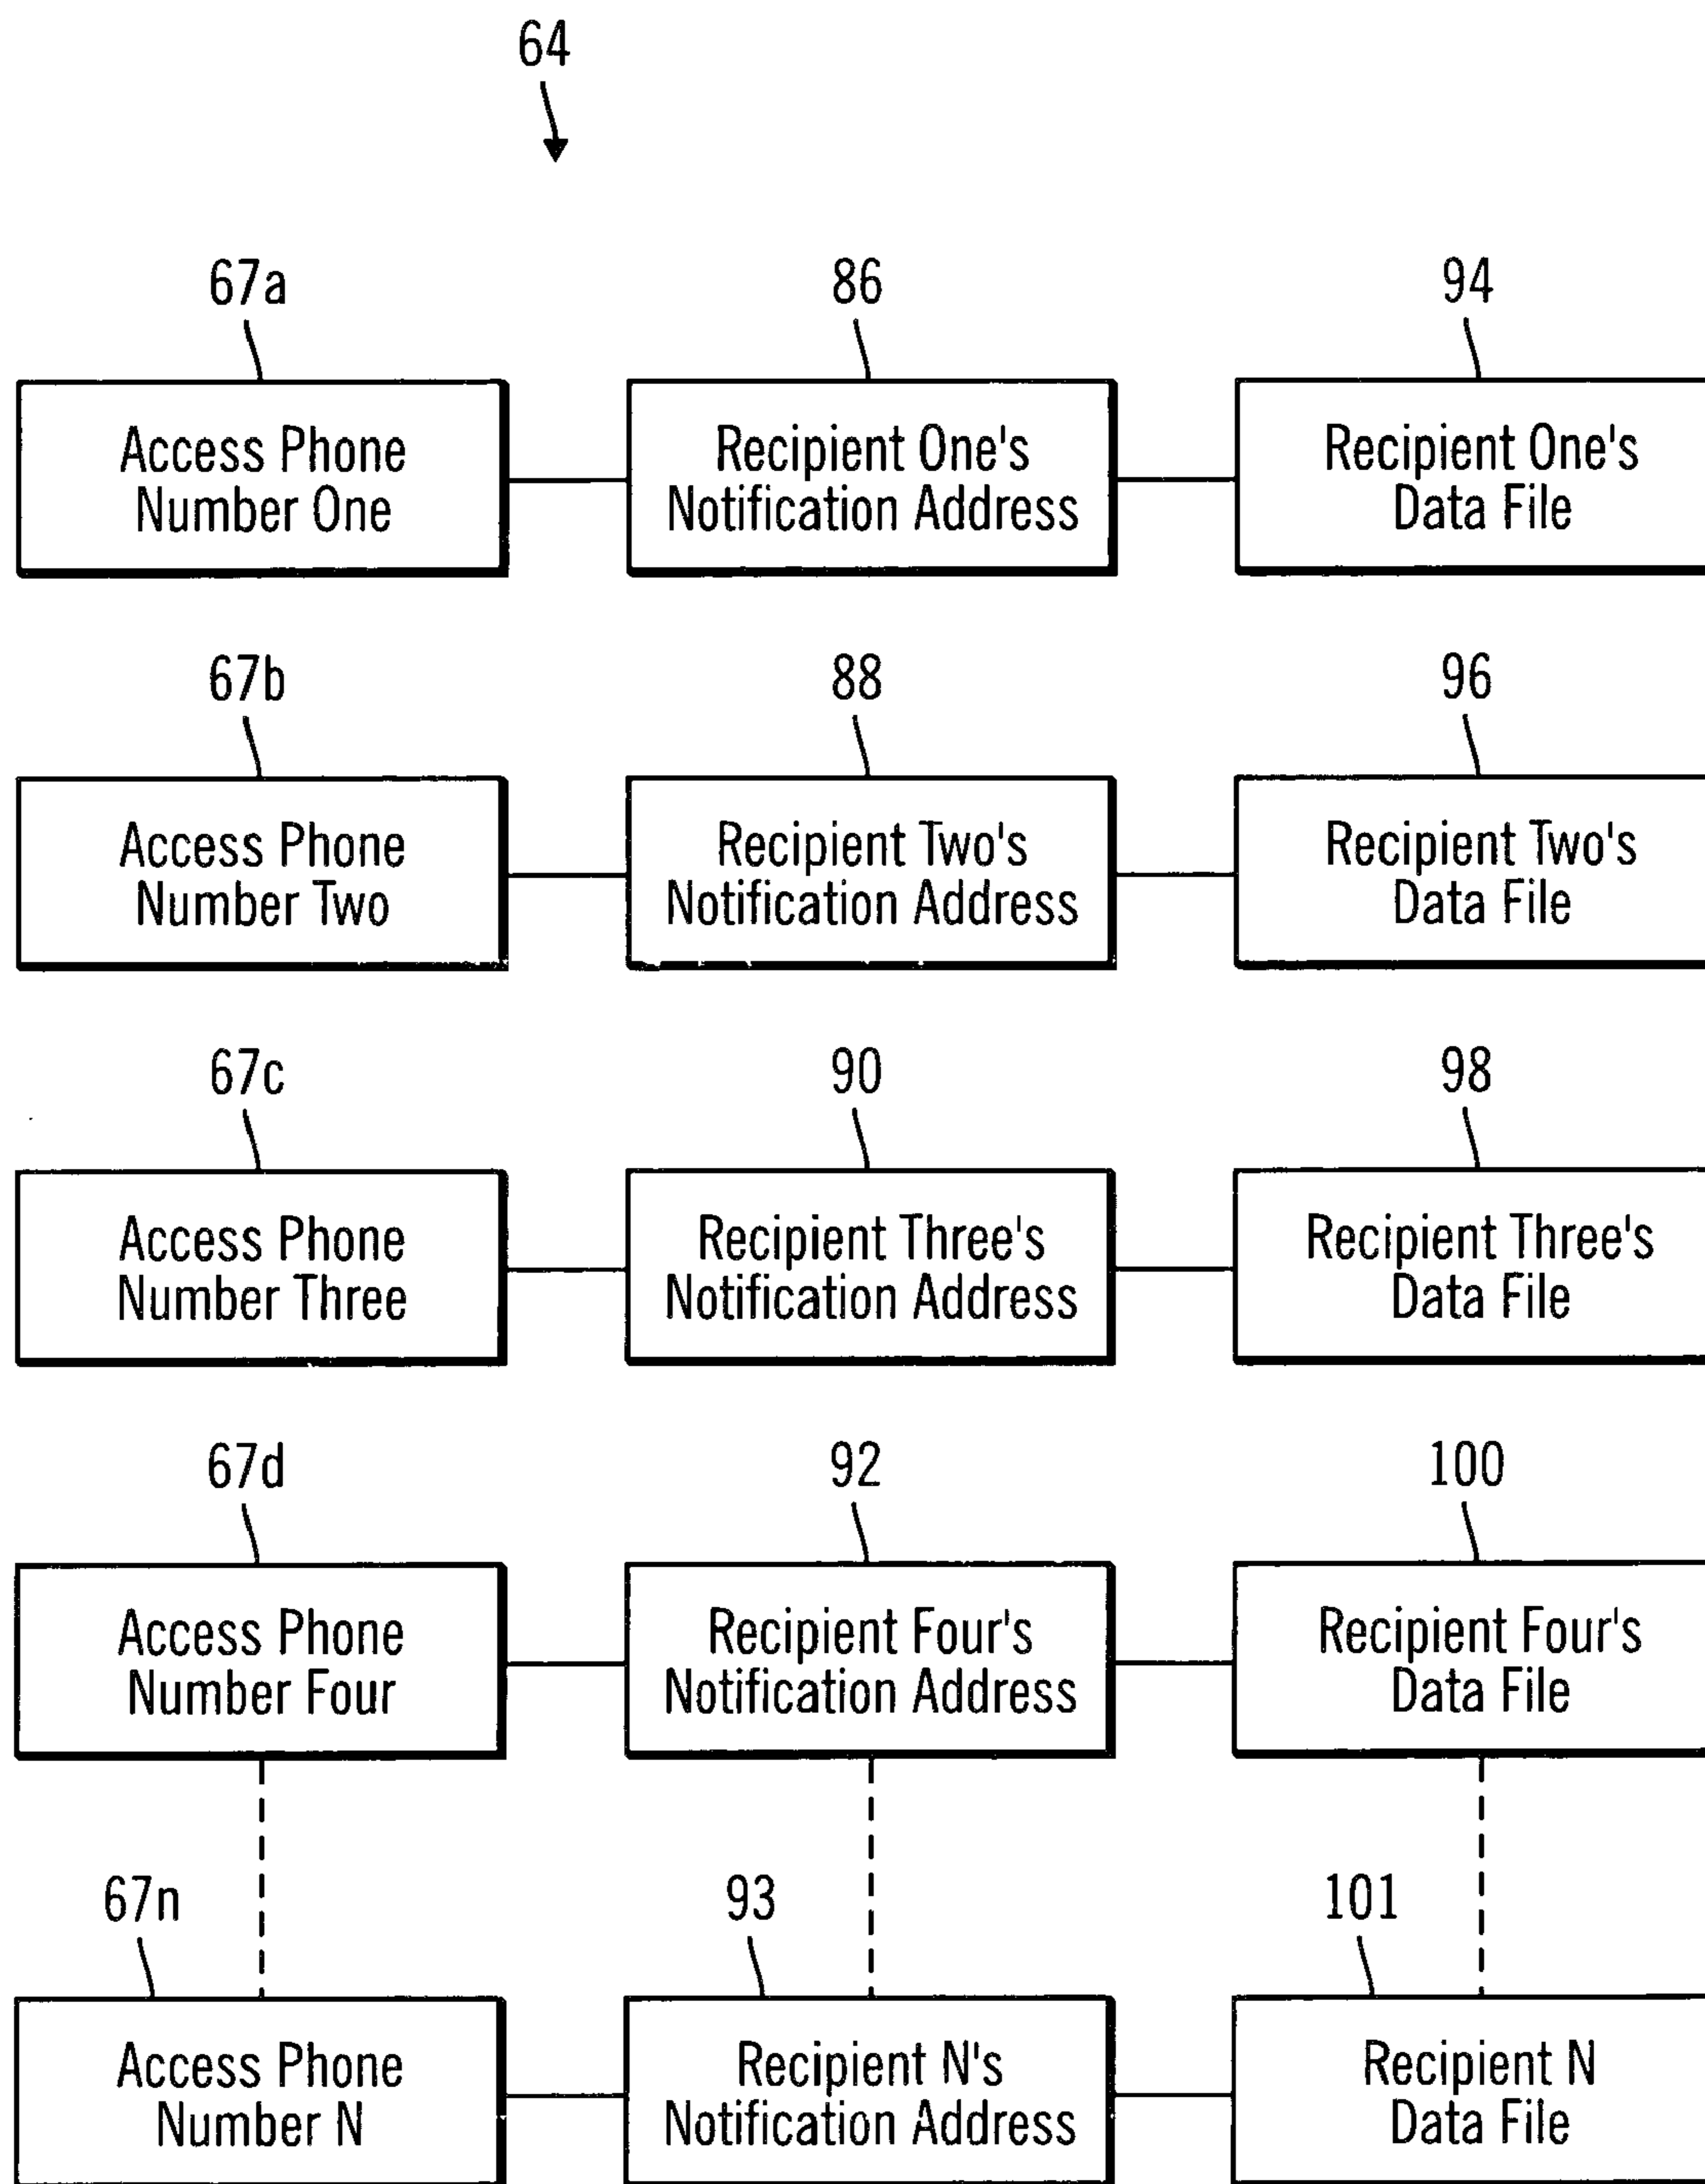 64
67a
86
94
Access Phone
Number One
Recipient One's
Notification Address
Recipient One's
Data File
67b
88
96
Access Phone
Number Two
Recipient Two's
Notification Address
Recipient Two's
Data File
67c
90
98
Access Phone
Number Three
Recipient Three's
Notification Address
Recipient Three's
Data File
67d
92
100
Access Phone
Number Four
Recipient Four's
Notification Address
Recipient Four's
Data File
67n
93
101
Access Phone
Number N
Recipient N's
Notification Address
Recipient N
Data File